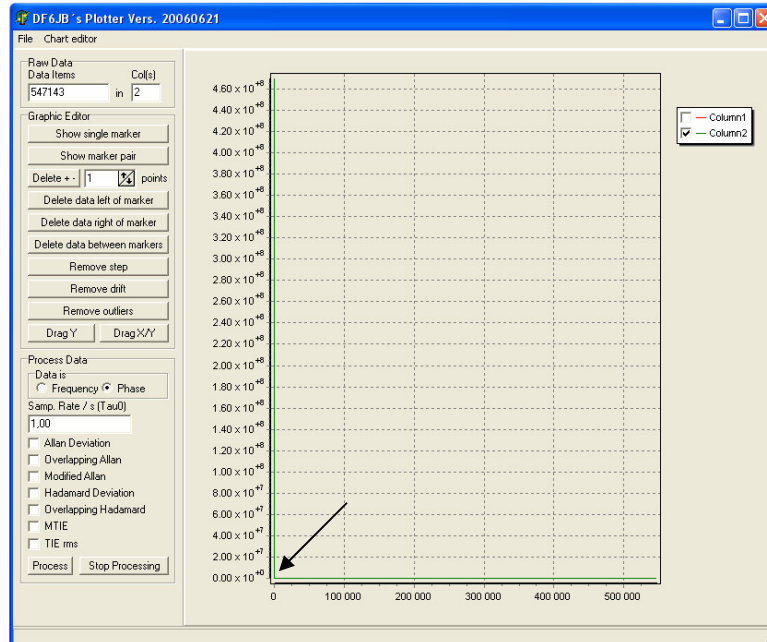 DF6JB´s Plotter Vers. 20060621
File Chart editor
Raw Data
Data Items Col(s)
547143 in 2
Graphic Editor
Show single marker
Show marker pair
Delete + - 1 points
Delete data left of marker
Delete data right of marker
Delete data between markers
Remove step
Remove drift
Remove outliers
Drag Y Drag X/Y
Process Data
Data is
Frequency Phase
Samp. Rate / s (Tau0)
1,00
Allan Deviation
Overlapping Allan
Modified Allan
Hadamard Deviation
Overlapping Hadamard
MTIE
TIE rms
Process Stop Processing
4.60 x 10+8
4.40 x 10+8
4.20 x 10+8
4.00 x 10+8
3.80 x 10+8
3.60 x 10+8
3.40 x 10+8
3.20 x 10+8
3.00 x 10+8
2.80 x 10+8
2.60 x 10+8
2.40 x 10+8
2.20 x 10+8
2.00 x 10+8
1.80 x 10+8
1.60 x 10+8
1.40 x 10+8
1.20 x 10+8
1.00 x 10+8
8.00 x 10+7
6.00 x 10+7
4.00 x 10+7
2.00 x 10+7
0.00 x 10+0
0 100 000 200 000 300 000 400 000 500 000
Column1
Column2